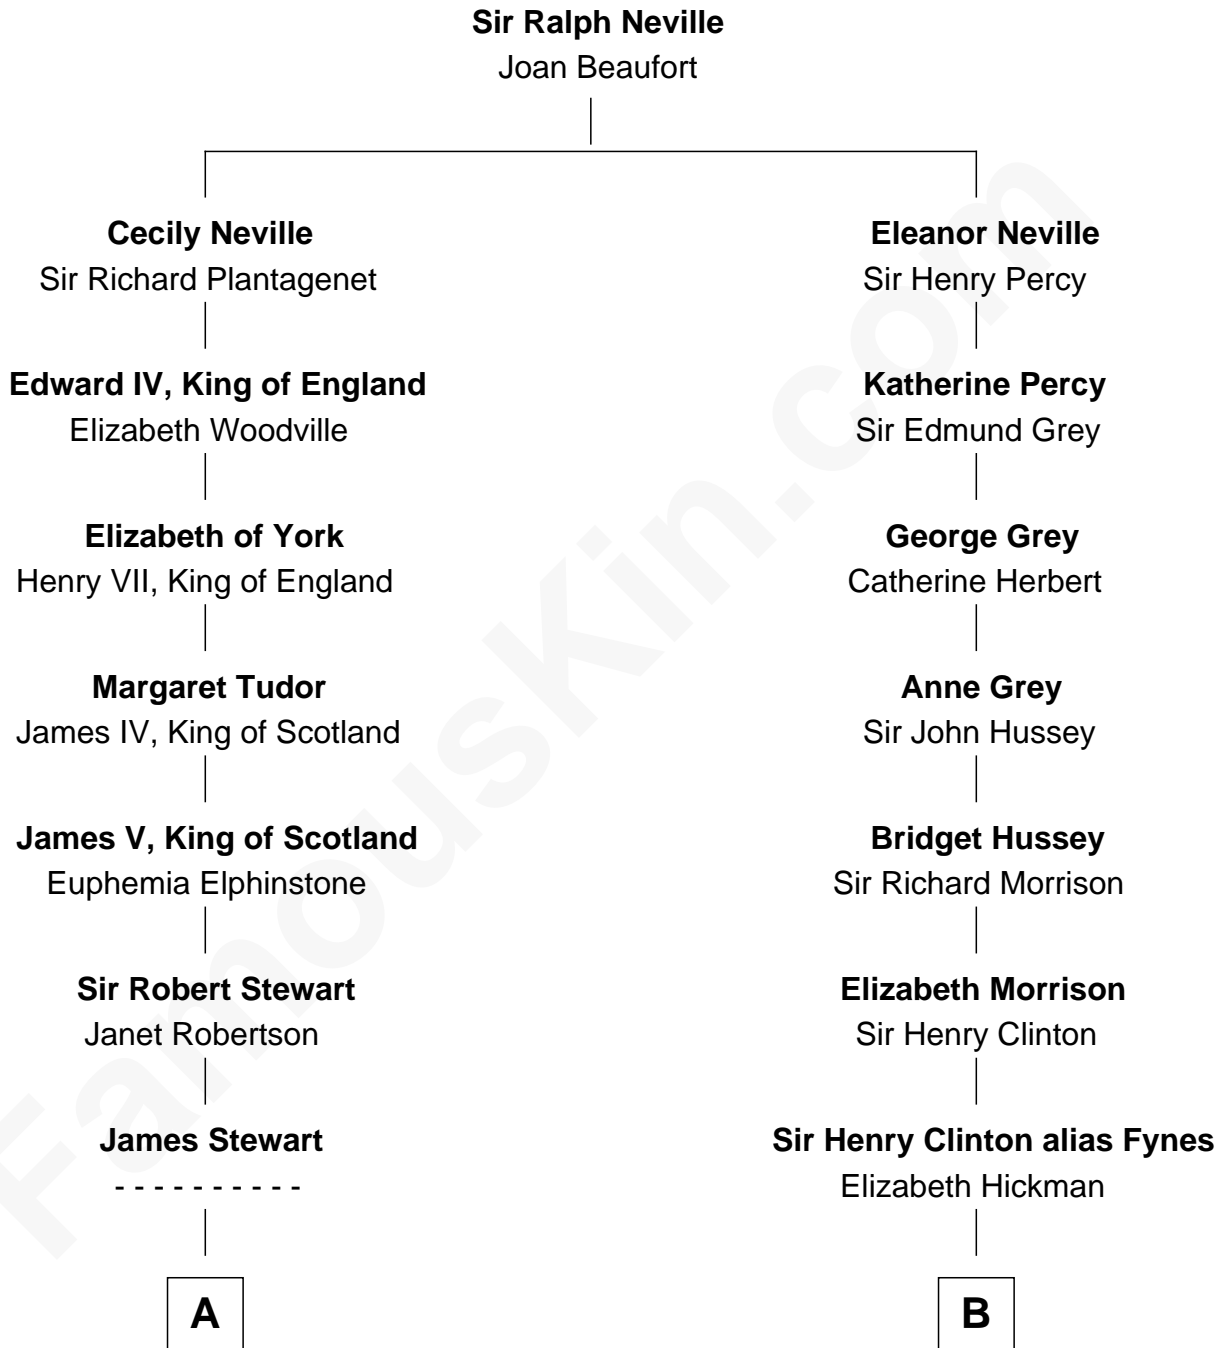 Sir Ralph Neville
Joan Beaufort
Cecily Neville
Sir Richard Plantagenet
Eleanor Neville
Sir Henry Percy
Edward IV, King of England
Elizabeth Woodville
Katherine Percy
Sir Edmund Grey
Elizabeth of York
Henry VII, King of England
George Grey
Catherine Herbert
Margaret Tudor
James IV, King of Scotland
Anne Grey
Sir John Hussey
James V, King of Scotland
Euphemia Elphinstone
Bridget Hussey
Sir Richard Morrison
Sir Robert Stewart
Janet Robertson
Elizabeth Morrison
Sir Henry Clinton
James Stewart
- - - - - - - - - -
Sir Henry Clinton alias Fynes
Elizabeth Hickman
A
B
FamousKin.com